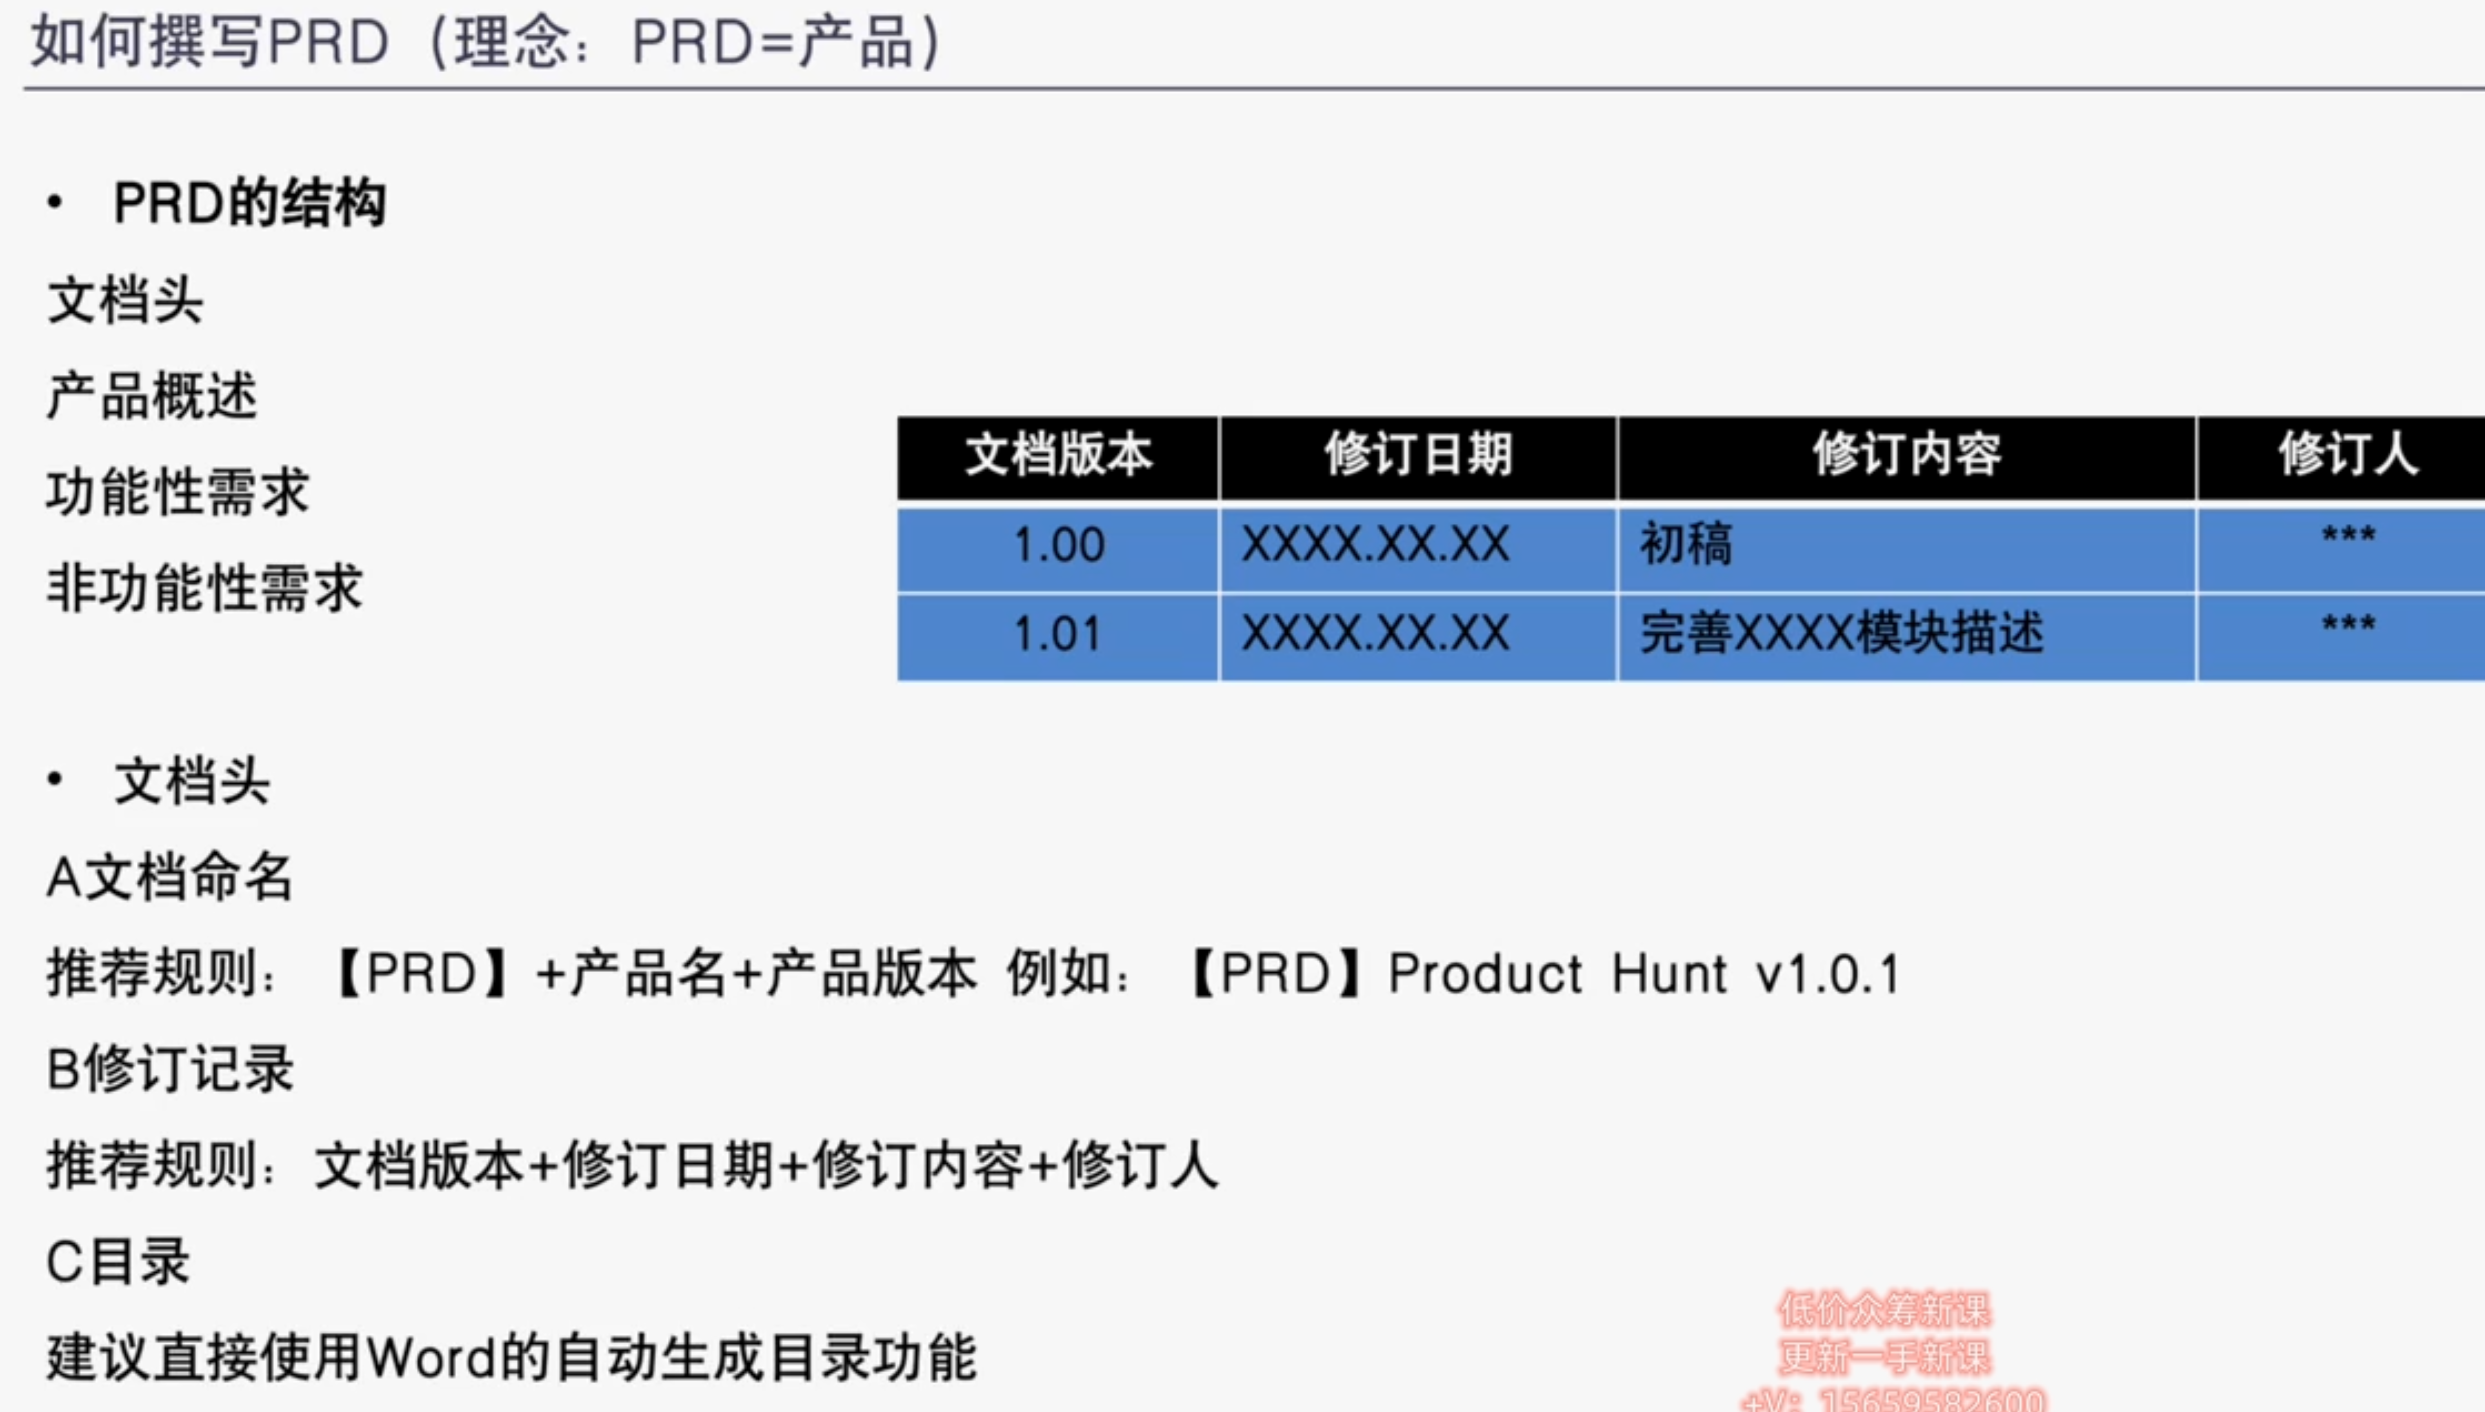 如何撰写PRD（理念：PRD=产品）
• PRD的结构
文档头
产品概述
功能性需求
非功能性需求
文档版本 修订日期 修订内容 修订人
1.00 XXXX.XX.XX 初稿 ***
1.01 XXXX.XX.XX 完善XXXX模块描述 ***
• 文档头
A文档命名
推荐规则：【PRD】+产品名+产品版本 例如：【PRD】Product Hunt v1.0.1
B修订记录
推荐规则：文档版本+修订日期+修订内容+修订人
C目录
建议直接使用Word的自动生成目录功能
低价众筹新课
更新一手新课
+V：15659582600